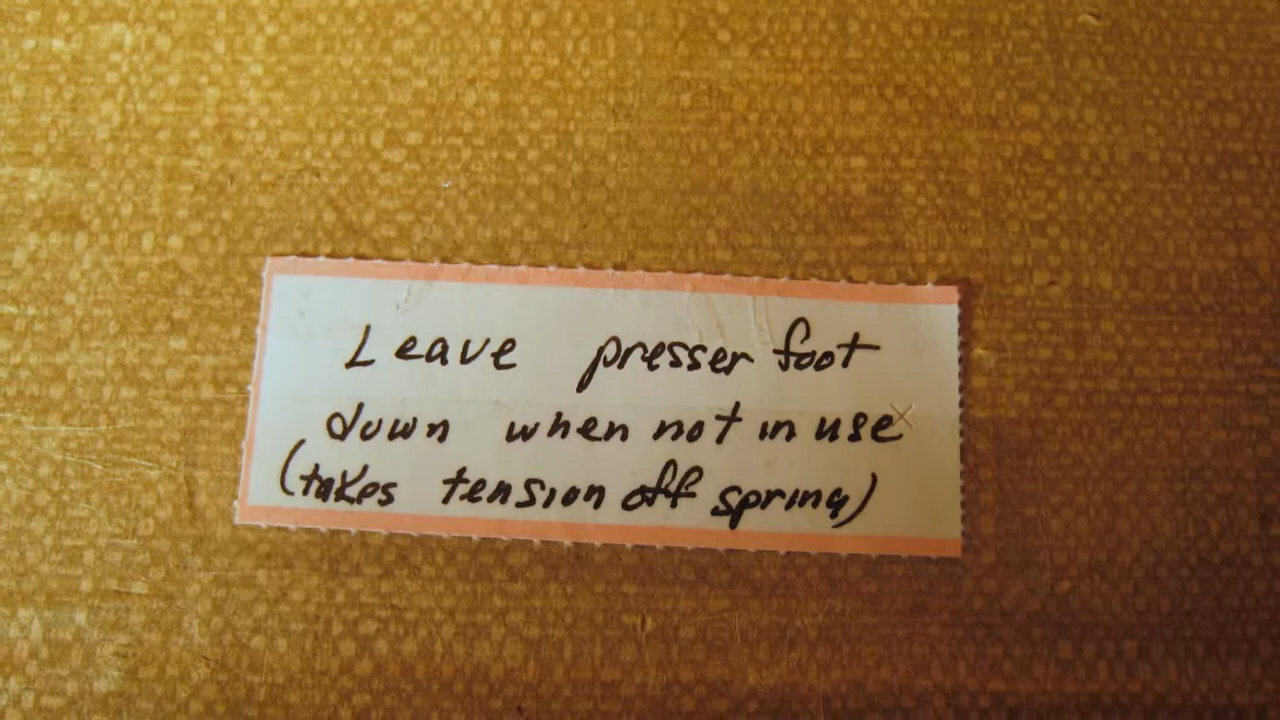 Leave presser foot
down when not in use
(takes tension off spring)